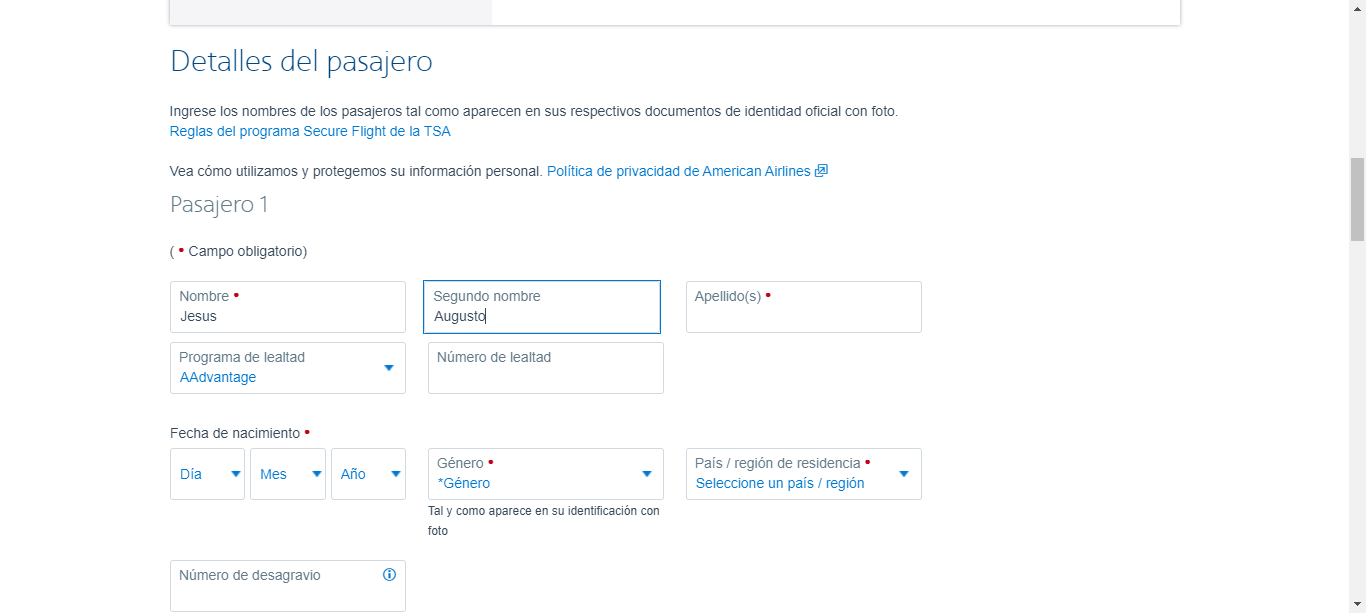 Detalles del pasajero
Ingrese los nombres de los pasajeros tal como aparecen en sus respectivos documentos de identidad oficial con foto.
Reglas del programa Secure Flight de la TSA
Vea cómo utilizamos y protegemos su información personal. Política de privacidad de American Airlines
Pasajero 1
( • Campo obligatorio)
Nombre •
Jesus
Segundo nombre
Augusto
Apellido(s) •
Programa de lealtad
AAdvantage
Número de lealtad
Fecha de nacimiento •
Día
Mes
Año
Género •
*Género
Tal y como aparece en su identificación con
foto
País / región de residencia •
Seleccione un país / región
Número de desagravio